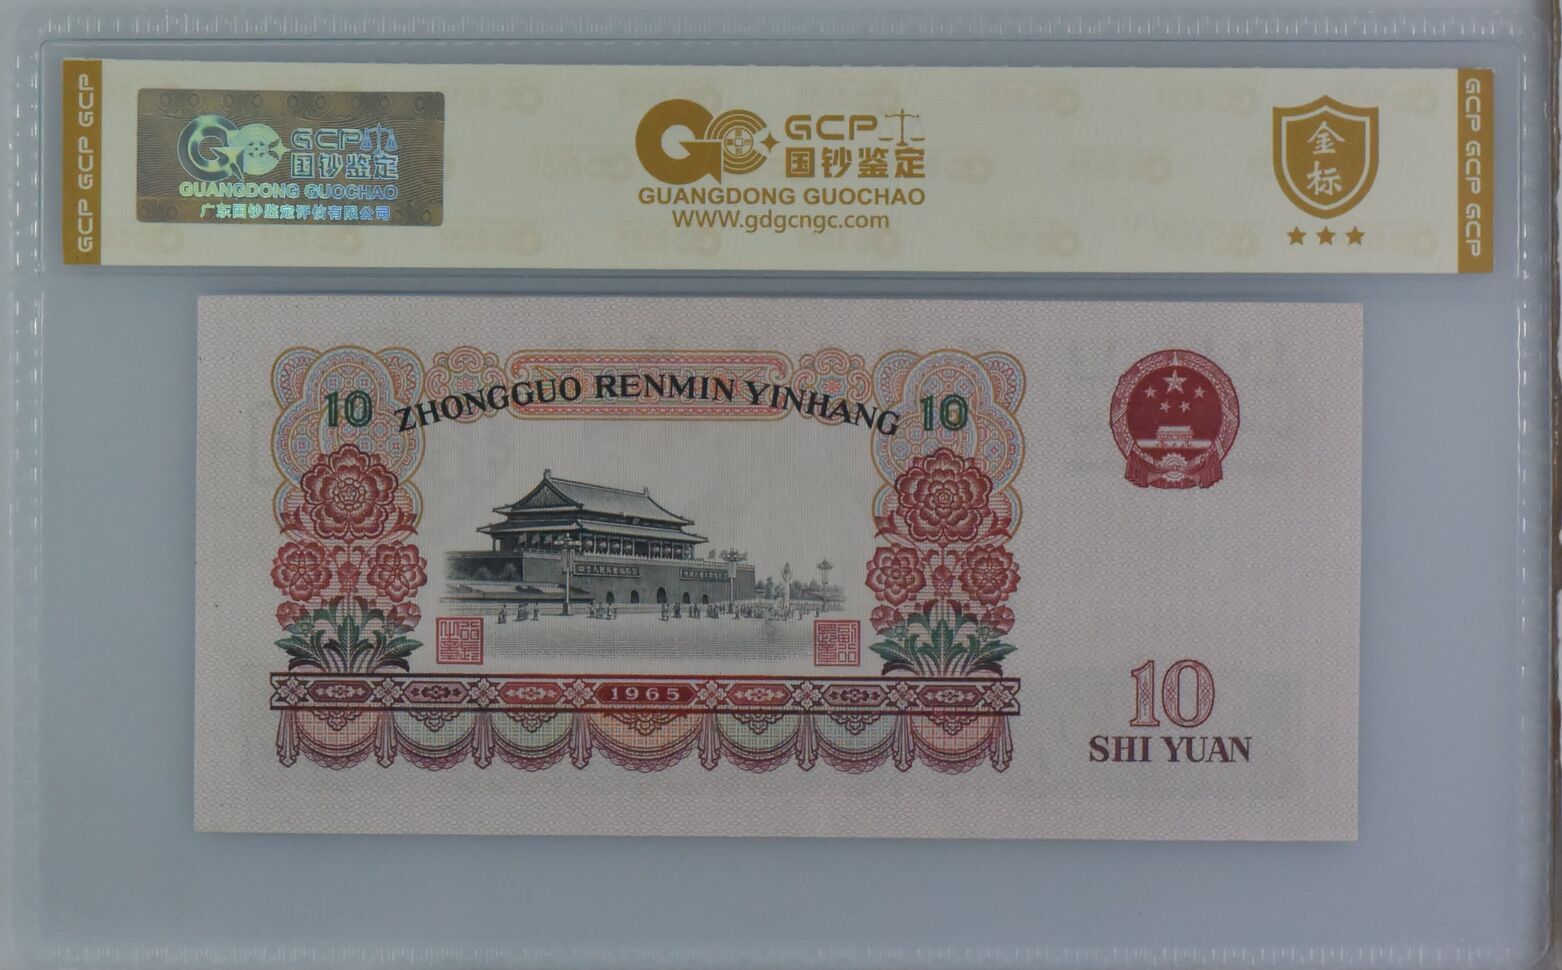 GCP GCP GCP
GCP
国钞鉴定
GUANGDONG GUOCHAO
广东国钞鉴定评估有限公司
GCP
国钞鉴定
GUANGDONG GUOCHAO
WWW.gdgcngc.com
金
标
GCP GCP GCP
10 ZHONGGUO RENMIN YINHANG 10
1965
10
SHI YUAN